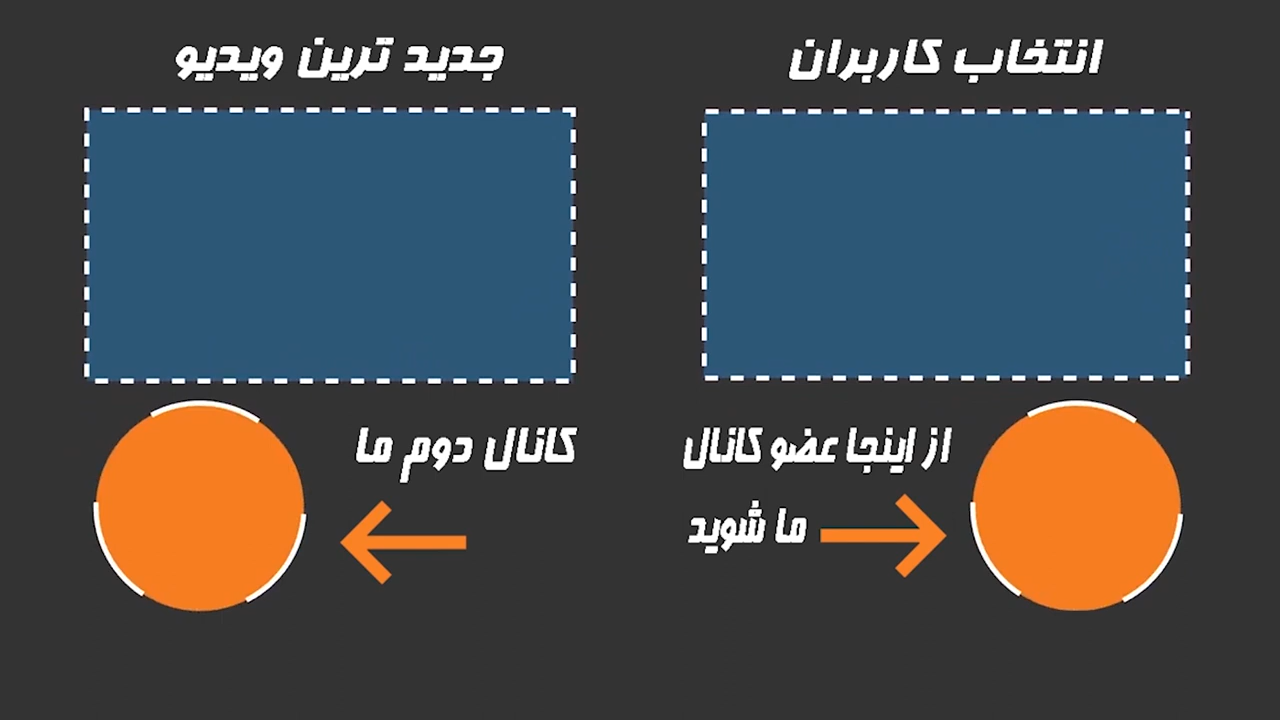 انتخاب کاربران
جدید ترین ویدیو
از اینجا عضو کانال
ما شوید
کانال دوم ما